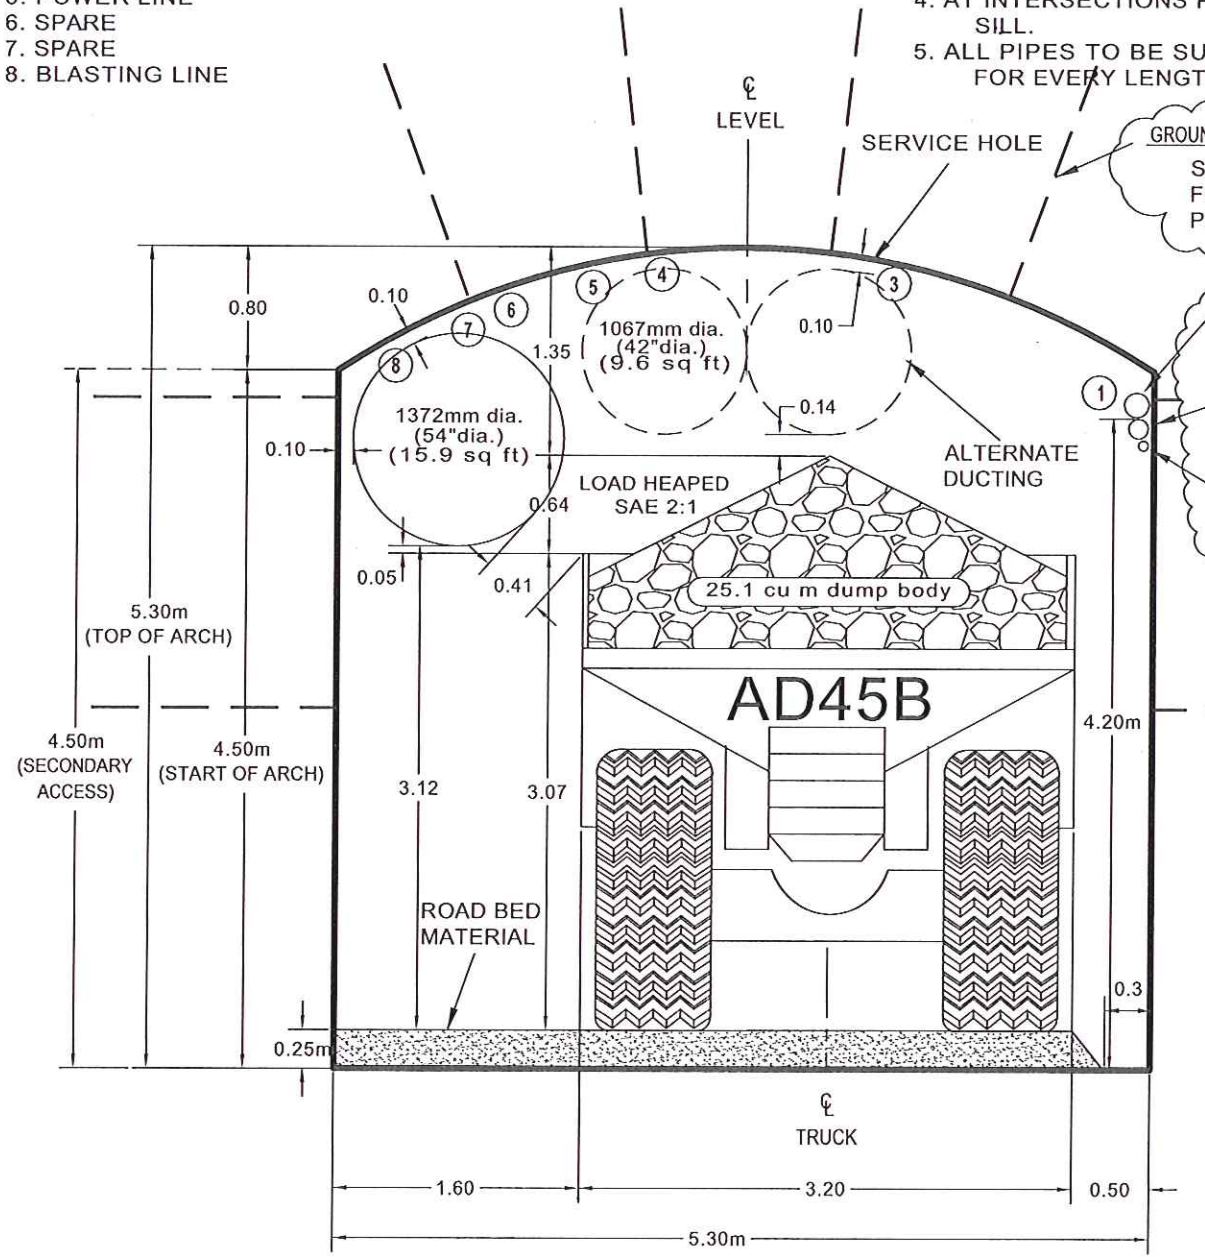 6. SPARE
7. SPARE
8. BLASTING LINE
4. AT INTERSECTIONS
SILL.
5. ALL PIPES TO BE
FOR EVERY
℄
LEVEL
SERVICE HOLE
0.80
0.10
8
7
6
5
4
3
1
1.35
0.10
1067mm dia.
(42"dia.)
(9.6 sq ft)
1372mm dia.
(54"dia.)
(15.9 sq ft)
0.10
0.14
ALTERNATE
DUCTING
LOAD HEAPED
SAE 2:1
0.64
0.05
0.41
25.1 cu m dump body
5.30m
(TOP OF ARCH)
AD45B
4.50m
(SECONDARY
ACCESS)
4.50m
(START OF ARCH)
3.12
3.07
4.20m
ROAD BED
MATERIAL
0.3
0.25m
℄
TRUCK
1.60
3.20
0.50
5.30m